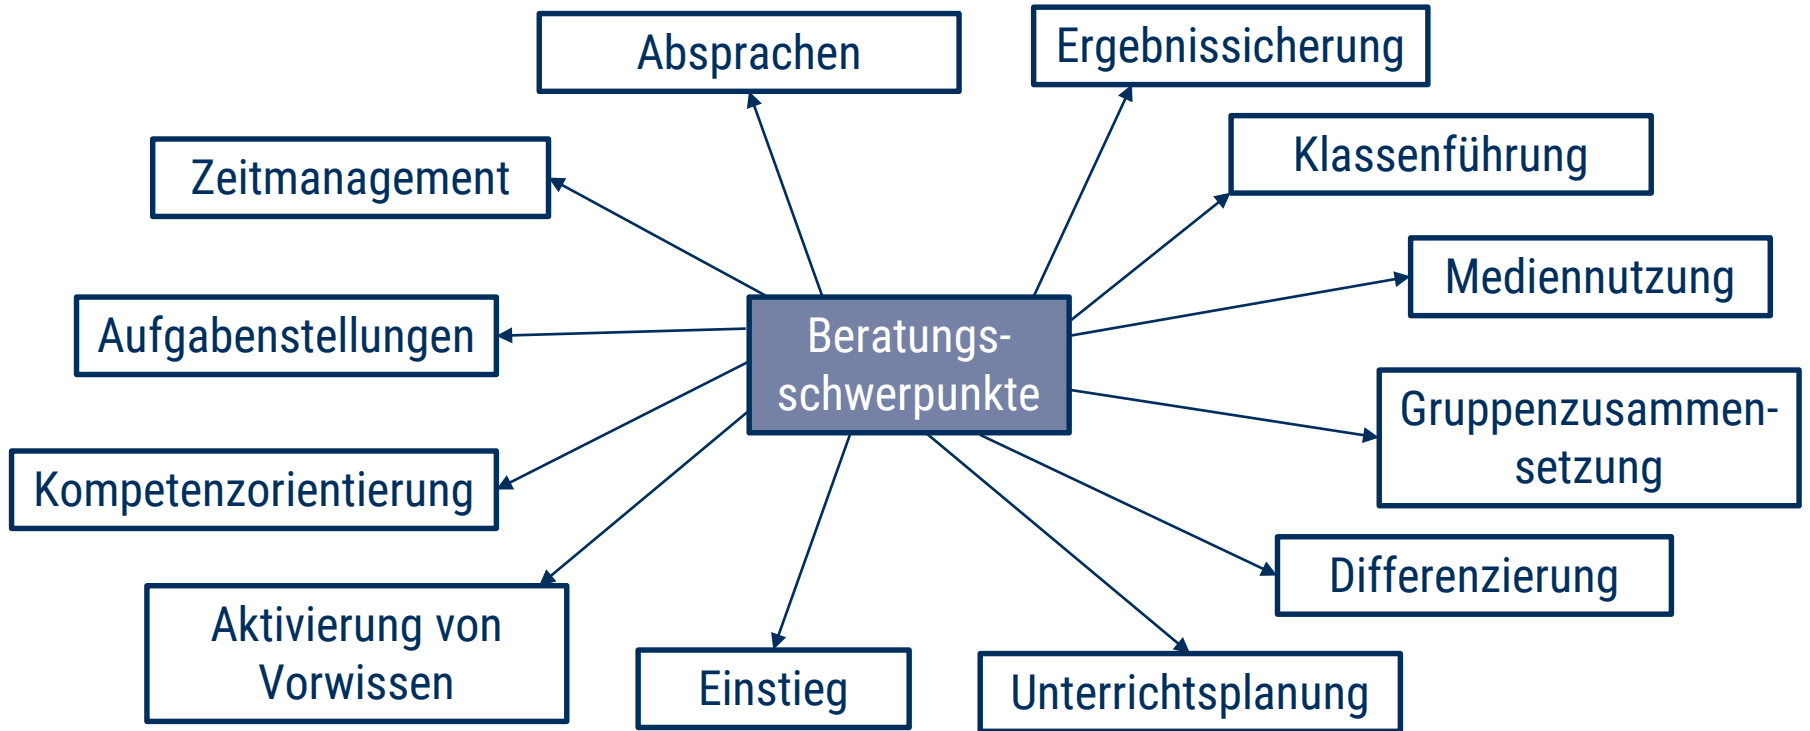 Absprachen
Ergebnissicherung
Klassenführung
Zeitmanagement
Mediennutzung
Aufgabenstellungen
Beratungs-
schwerpunkte
Gruppenzusammen-
setzung
Kompetenzorientierung
Differenzierung
Aktivierung von
Vorwissen
Einstieg
Unterrichtsplanung